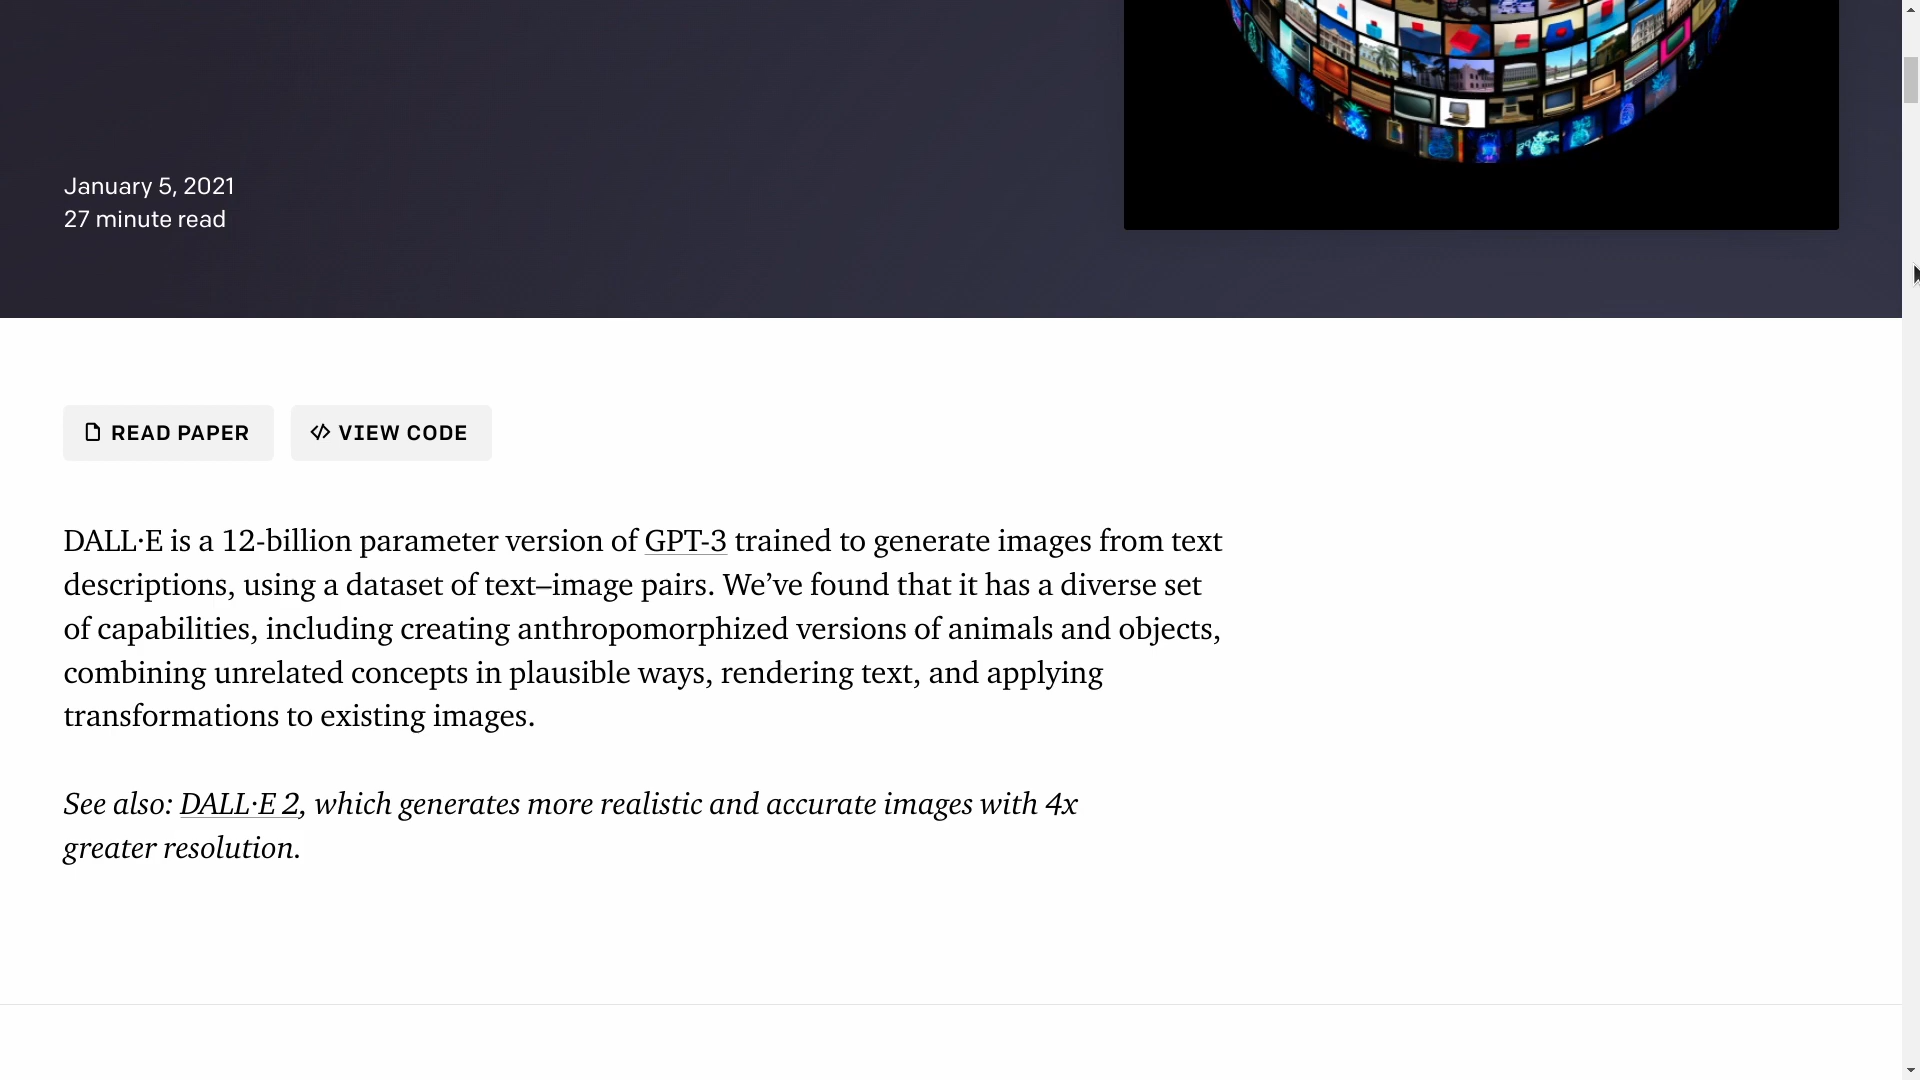 January 5, 2021
27 minute read
READ PAPER
VIEW CODE
DALL·E is a 12-billion parameter version of GPT-3 trained to generate images from text
descriptions, using a dataset of text–image pairs. We’ve found that it has a diverse set
of capabilities, including creating anthropomorphized versions of animals and objects,
combining unrelated concepts in plausible ways, rendering text, and applying
transformations to existing images.
See also: DALL·E 2, which generates more realistic and accurate images with 4x
greater resolution.